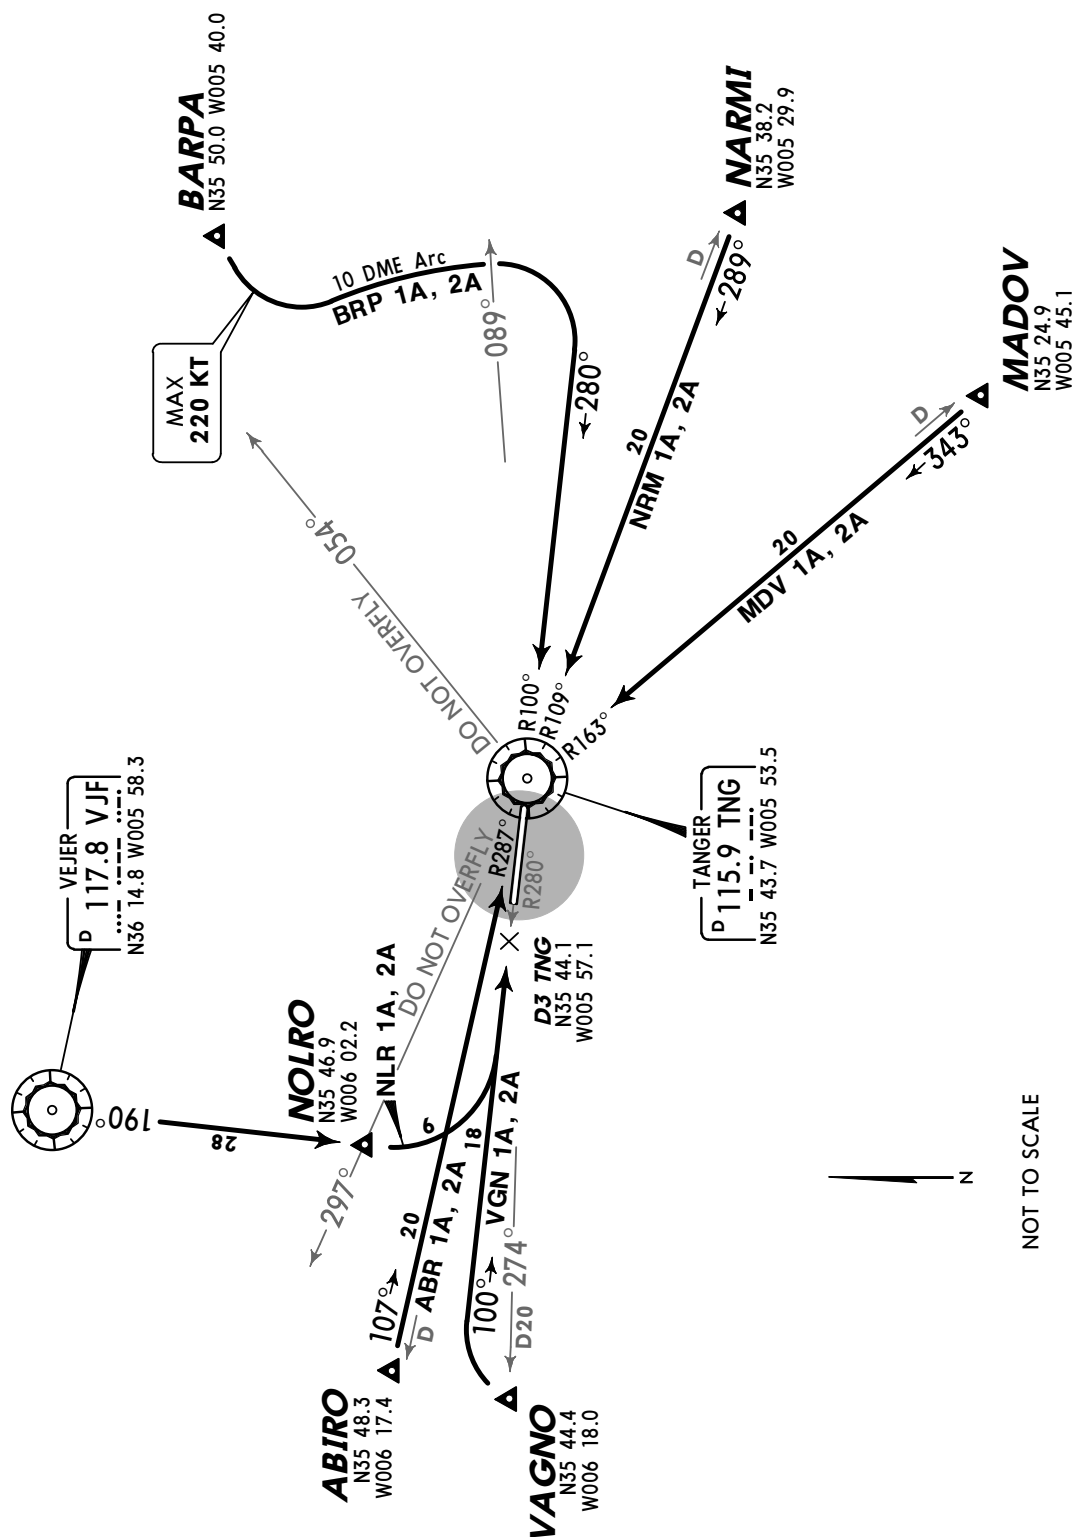 BARPA
N35 50.0 W005 40.0
MAX
220 KT
10 DME Arc
BRP 1A, 2A
089°
←280°
054°
DO NOT OVERFLY
NARMI
N35 38.2
W005 29.9
D
←289°
20
NRM 1A, 2A
MADOV
N35 24.9
W005 45.1
D
←343°
20
MDV 1A, 2A
R100°
R109°
R163°
VEJER
D 117.8 VJF
N36 14.8 W005 58.3
190°
28
NOLRO
N35 46.9
W006 02.2
NLR 1A, 2A
6
DO NOT OVERFLY
297°
R287°
R280°
TANGER
D 115.9 TNG
N35 43.7 W005 53.5
D3 TNG
N35 44.1
W005 57.1
ABIRO
N35 48.3
W006 17.4
107°→
20
D
ABR 1A, 2A
VAGNO
N35 44.4
W006 18.0
100°→
18
VGN 1A, 2A
D20
274°
N
NOT TO SCALE